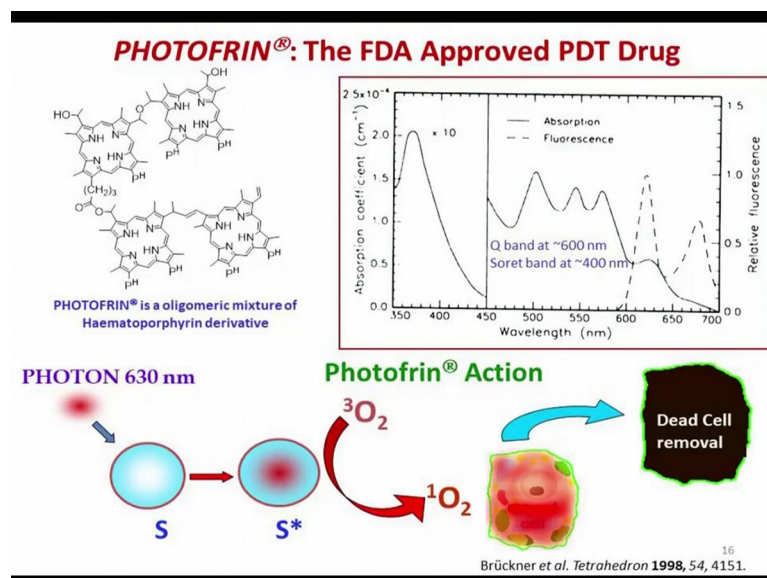 PHOTOFRIN®: The FDA Approved PDT Drug
OH
HO
O
NH
N
N
HN
pH
pH
NH
N
N
HN
pH
pH
(CH₂)₃
O
O
NH
N
N
HN
pH
pH
NH
N
N
HN
pH
pH
PHOTOFRIN® is a oligomeric mixture of
Haematoporphyrin derivative
Absorption coefficient (cm⁻¹)
2 5x10⁻⁴
2.0
1.5
1.0
0.5
0.0
x 10
Absorption
Fluorescence
Q band at ~600 nm
Soret band at ~400 nm
1 5
1.0
0 5
0 0
Relative fluorescence
350 400 450 500 550 600 650 700
Wavelength (nm)
PHOTON 630 nm
Photofrin® Action
³O₂
¹O₂
S
S*
Dead Cell
removal
16
Brückner et al. Tetrahedron 1998, 54, 4151.